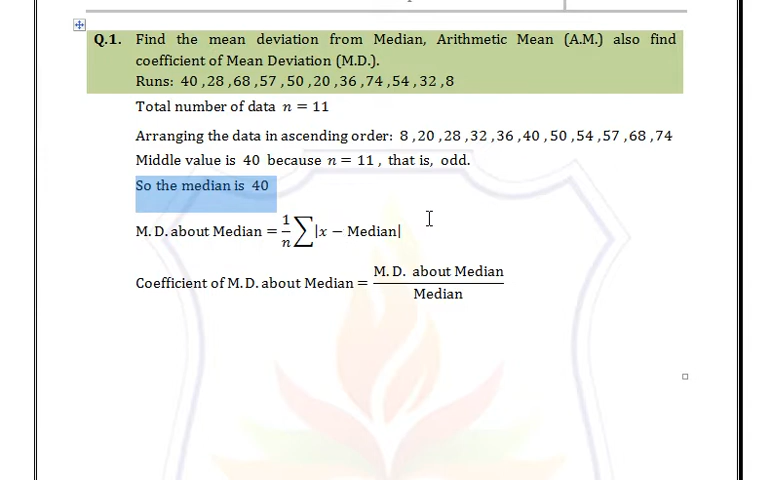 Q.1. Find the mean deviation from Median, Arithmetic Mean (A.M.) also find
coefficient of Mean Deviation (M.D.).
Runs: 40 ,28 ,68 ,57 ,50 ,20 ,36 ,74 ,54 ,32 ,8
Total number of data n = 11
Arranging the data in ascending order: 8 ,20 ,28 ,32 ,36 ,40 ,50 ,54 ,57 ,68 ,74
Middle value is 40 because n = 11 , that is, odd.
So the median is 40
M. D. about Median = 1/n ∑|x − Median|
Coefficient of M. D. about Median = M. D. about Median / Median